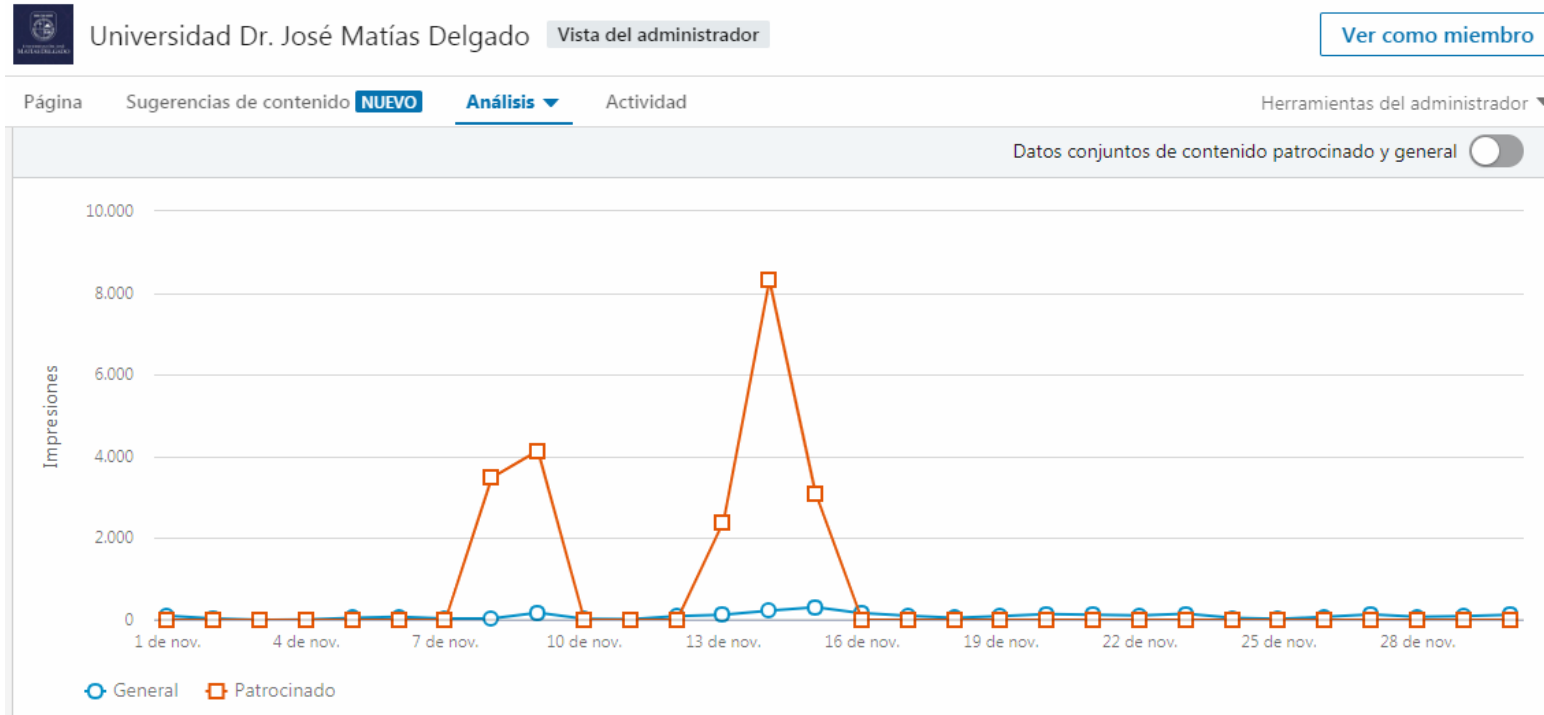 Universidad Dr. José Matías Delgado Vista del administrador Ver como miembro
Página Sugerencias de contenido NUEVO Análisis Actividad Herramientas del administrador
Datos conjuntos de contenido patrocinado y general
10.000
8.000
6.000
4.000
2.000
0
Impresiones
1 de nov. 4 de nov. 7 de nov. 10 de nov. 13 de nov. 16 de nov. 19 de nov. 22 de nov. 25 de nov. 28 de nov.
General Patrocinado